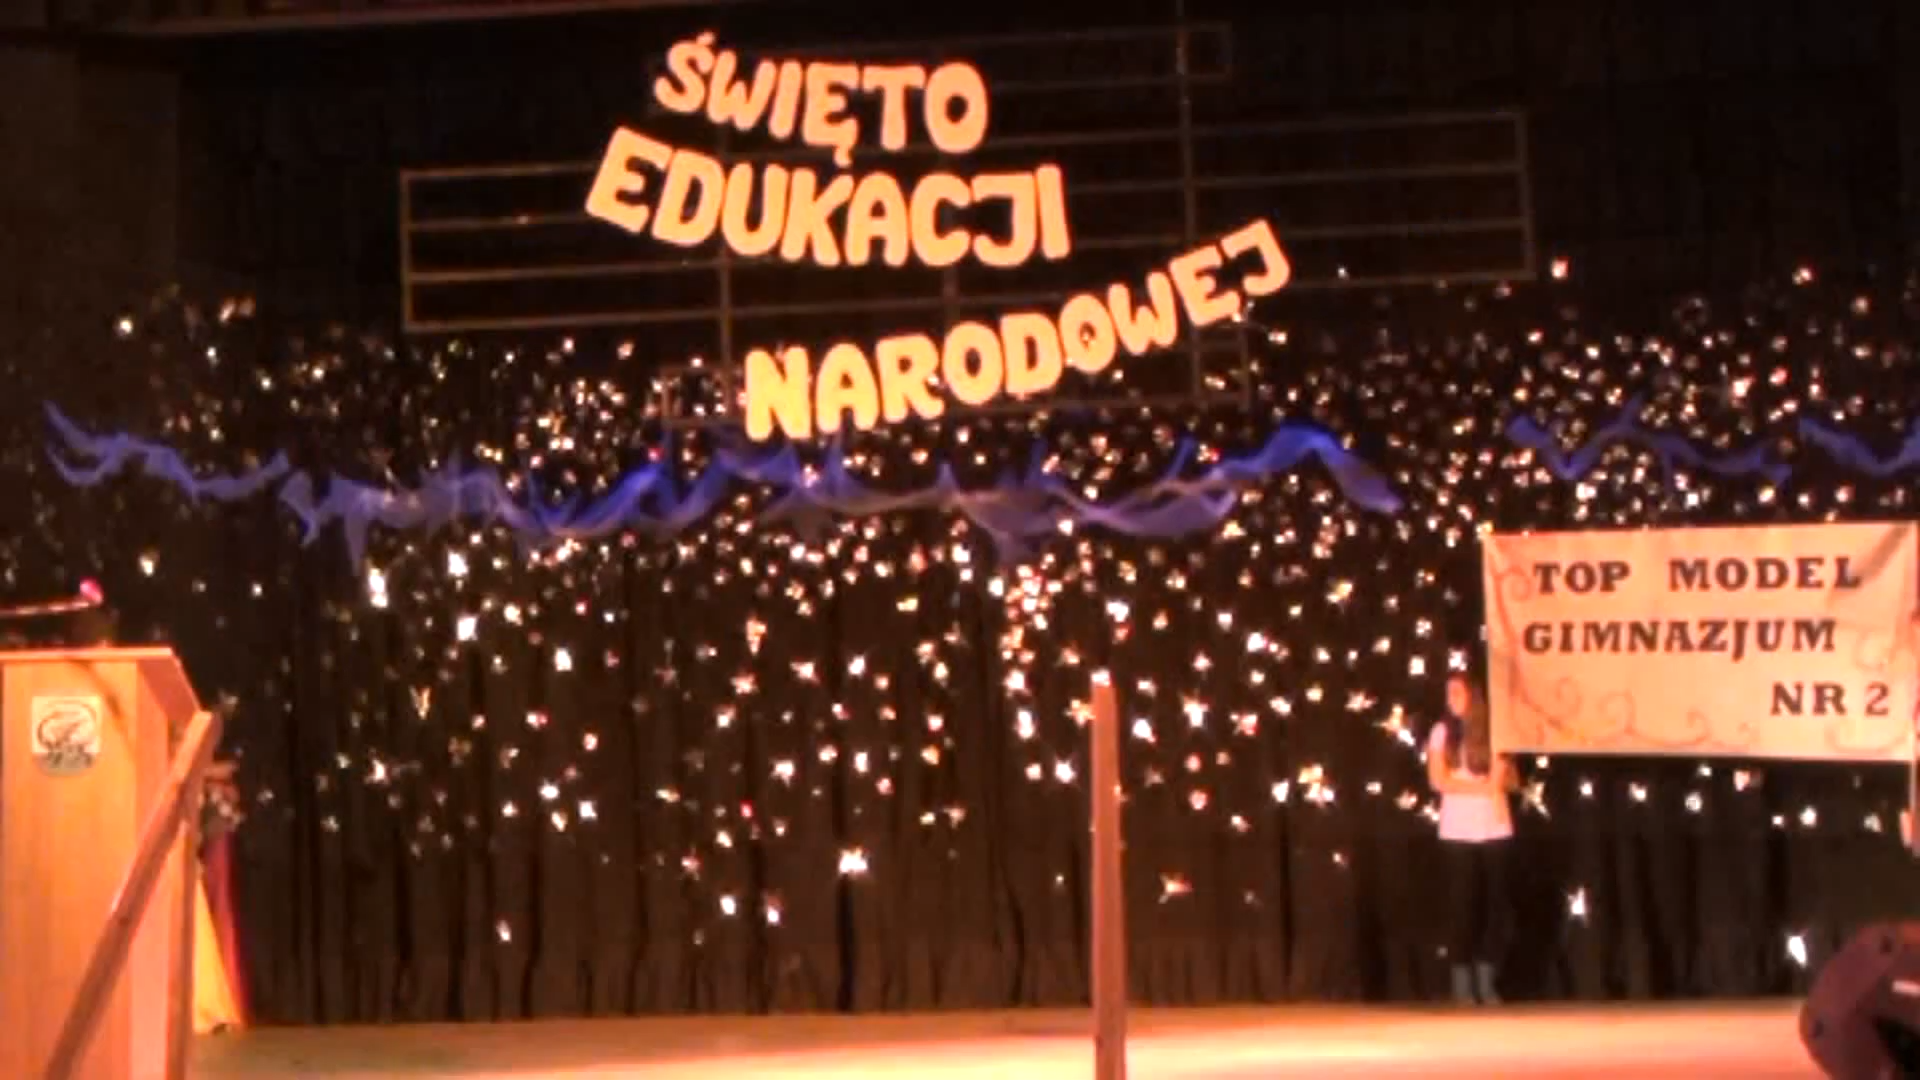 ŚWIĘTO
EDUKACJI
NARODOWEJ
TOP MODEL
GIMNAZJUM
NR 2